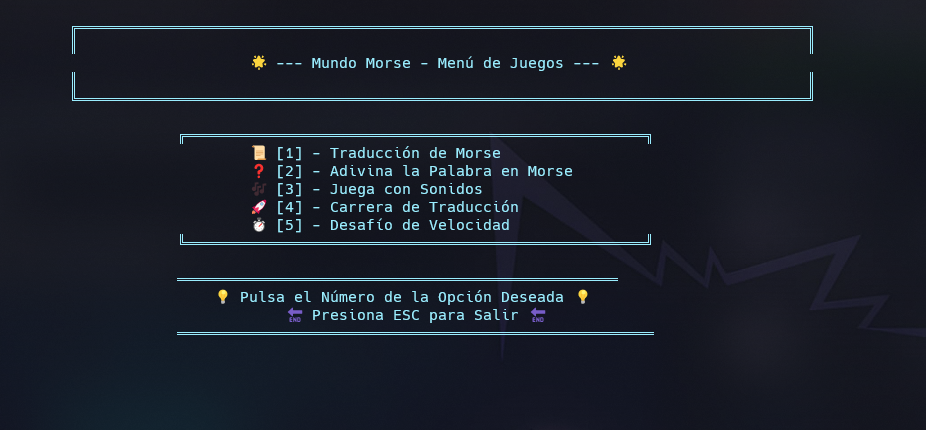 🌟 --- Mundo Morse - Menú de Juegos --- 🌟
📜 [1] - Traducción de Morse
❓ [2] - Adivina la Palabra en Morse
🎶 [3] - Juega con Sonidos
🚀 [4] - Carrera de Traducción
⏱️ [5] - Desafío de Velocidad
💡 Pulsa el Número de la Opción Deseada 💡
🔚 Presiona ESC para Salir 🔚